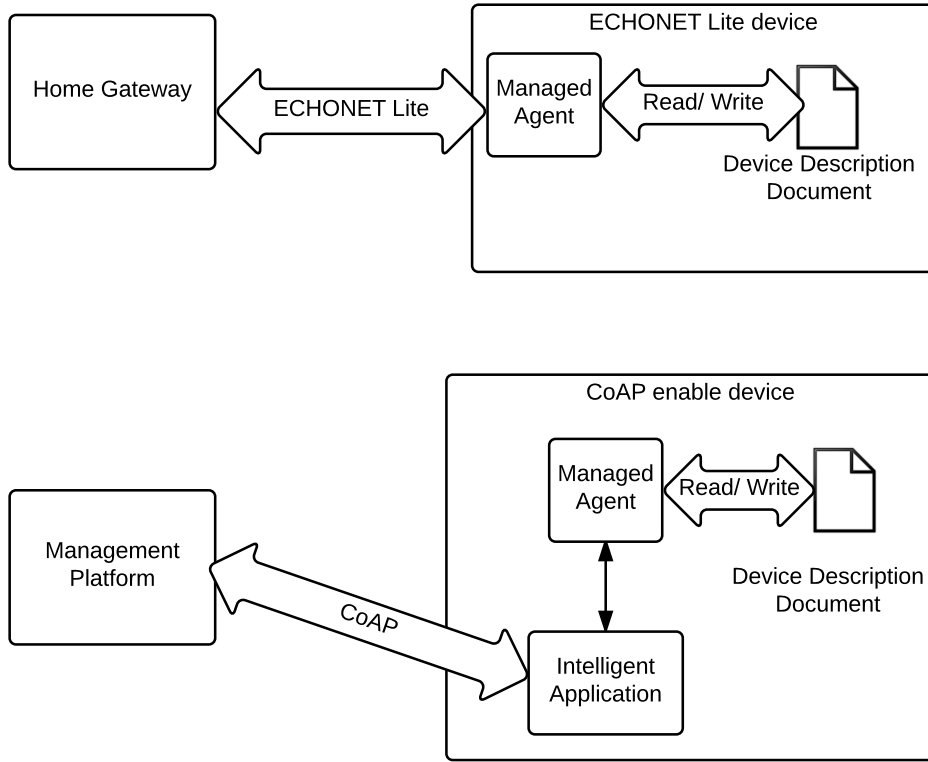 ECHONET Lite device
Home Gateway
ECHONET Lite
Managed
Agent
Read/ Write
Device Description
Document
CoAP enable device
Managed
Agent
Read/ Write
Device Description
Document
Management
Platform
CoAP
Intelligent
Application